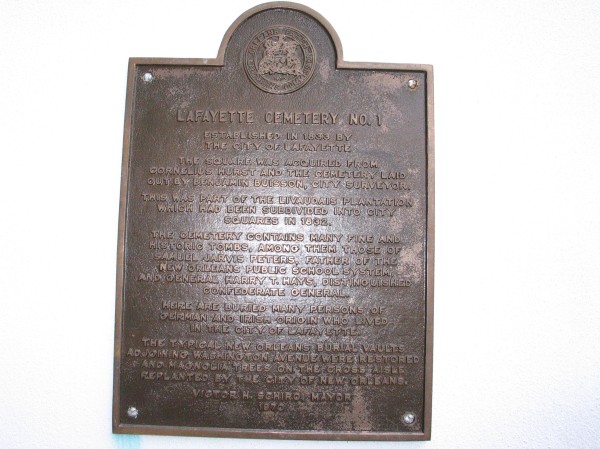 LAFAYETTE CEMETERY NO. 1
ESTABLISHED IN 1833 BY
THE CITY OF LAFAYETTE
THE SQUARE WAS ACQUIRED FROM
CORNELIUS HURST AND THE CEMETERY LAID
OUT BY BENJAMIN BUISSON, CITY SURVEYOR.
THIS WAS PART OF THE LIVAUDAIS PLANTATION
WHICH HAD BEEN SUBDIVIDED INTO CITY
SQUARES IN 1832.
THE CEMETERY CONTAINS MANY FINE AND
HISTORIC TOMBS, AMONG THEM THOSE OF
SAMUEL JARVIS PETERS, FATHER OF THE
NEW ORLEANS PUBLIC SCHOOL SYSTEM,
AND GENERAL HARRY T. HAYS, DISTINGUISHED
CONFEDERATE GENERAL.
HERE ARE BURIED MANY PERSONS OF
GERMAN AND IRISH ORIGIN WHO LIVED
IN THE CITY OF LAFAYETTE.
THE TYPICAL NEW ORLEANS BURIAL VAULTS
ADJOINING WASHINGTON AVENUE WERE RESTORED
AND MAGNOLIA TREES ON THE CROSS AISLE
REPLANTED BY THE CITY OF NEW ORLEANS.
VICTOR H. SCHIRO, MAYOR